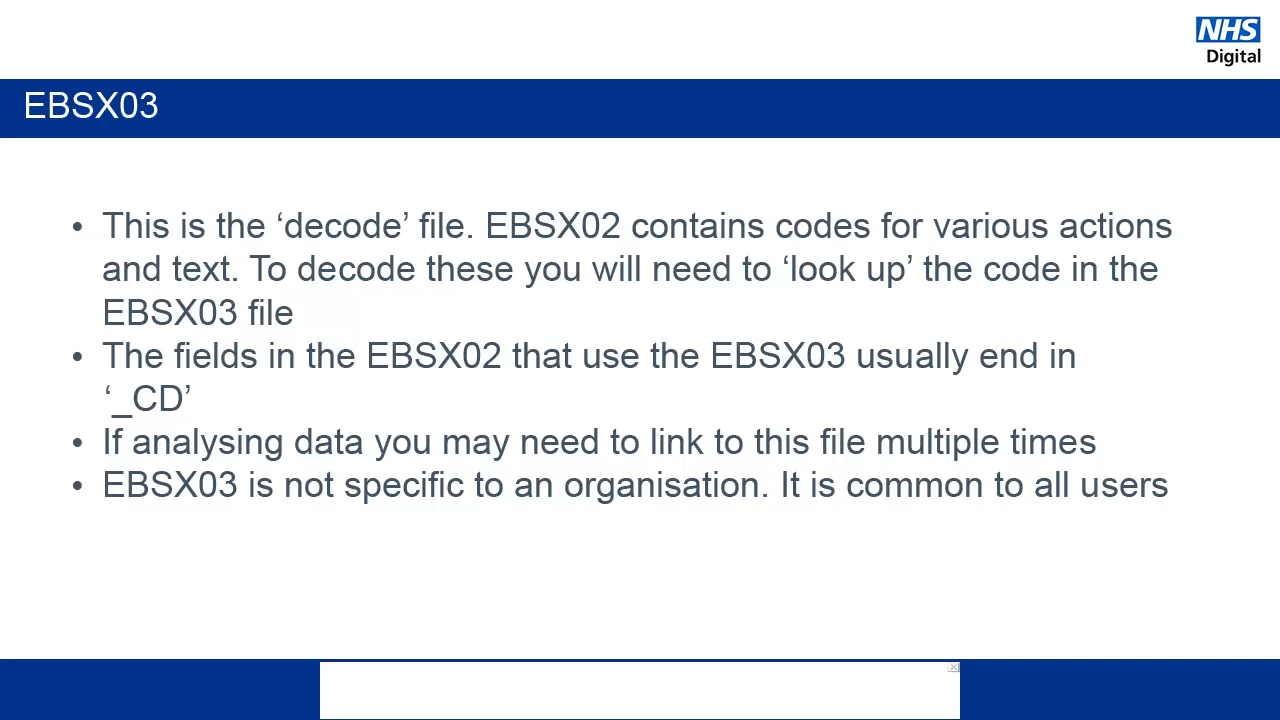 NHS
Digital
EBSX03
• This is the ‘decode’ file. EBSX02 contains codes for various actions
and text. To decode these you will need to ‘look up’ the code in the
EBSX03 file
• The fields in the EBSX02 that use the EBSX03 usually end in
‘_CD’
• If analysing data you may need to link to this file multiple times
• EBSX03 is not specific to an organisation. It is common to all users